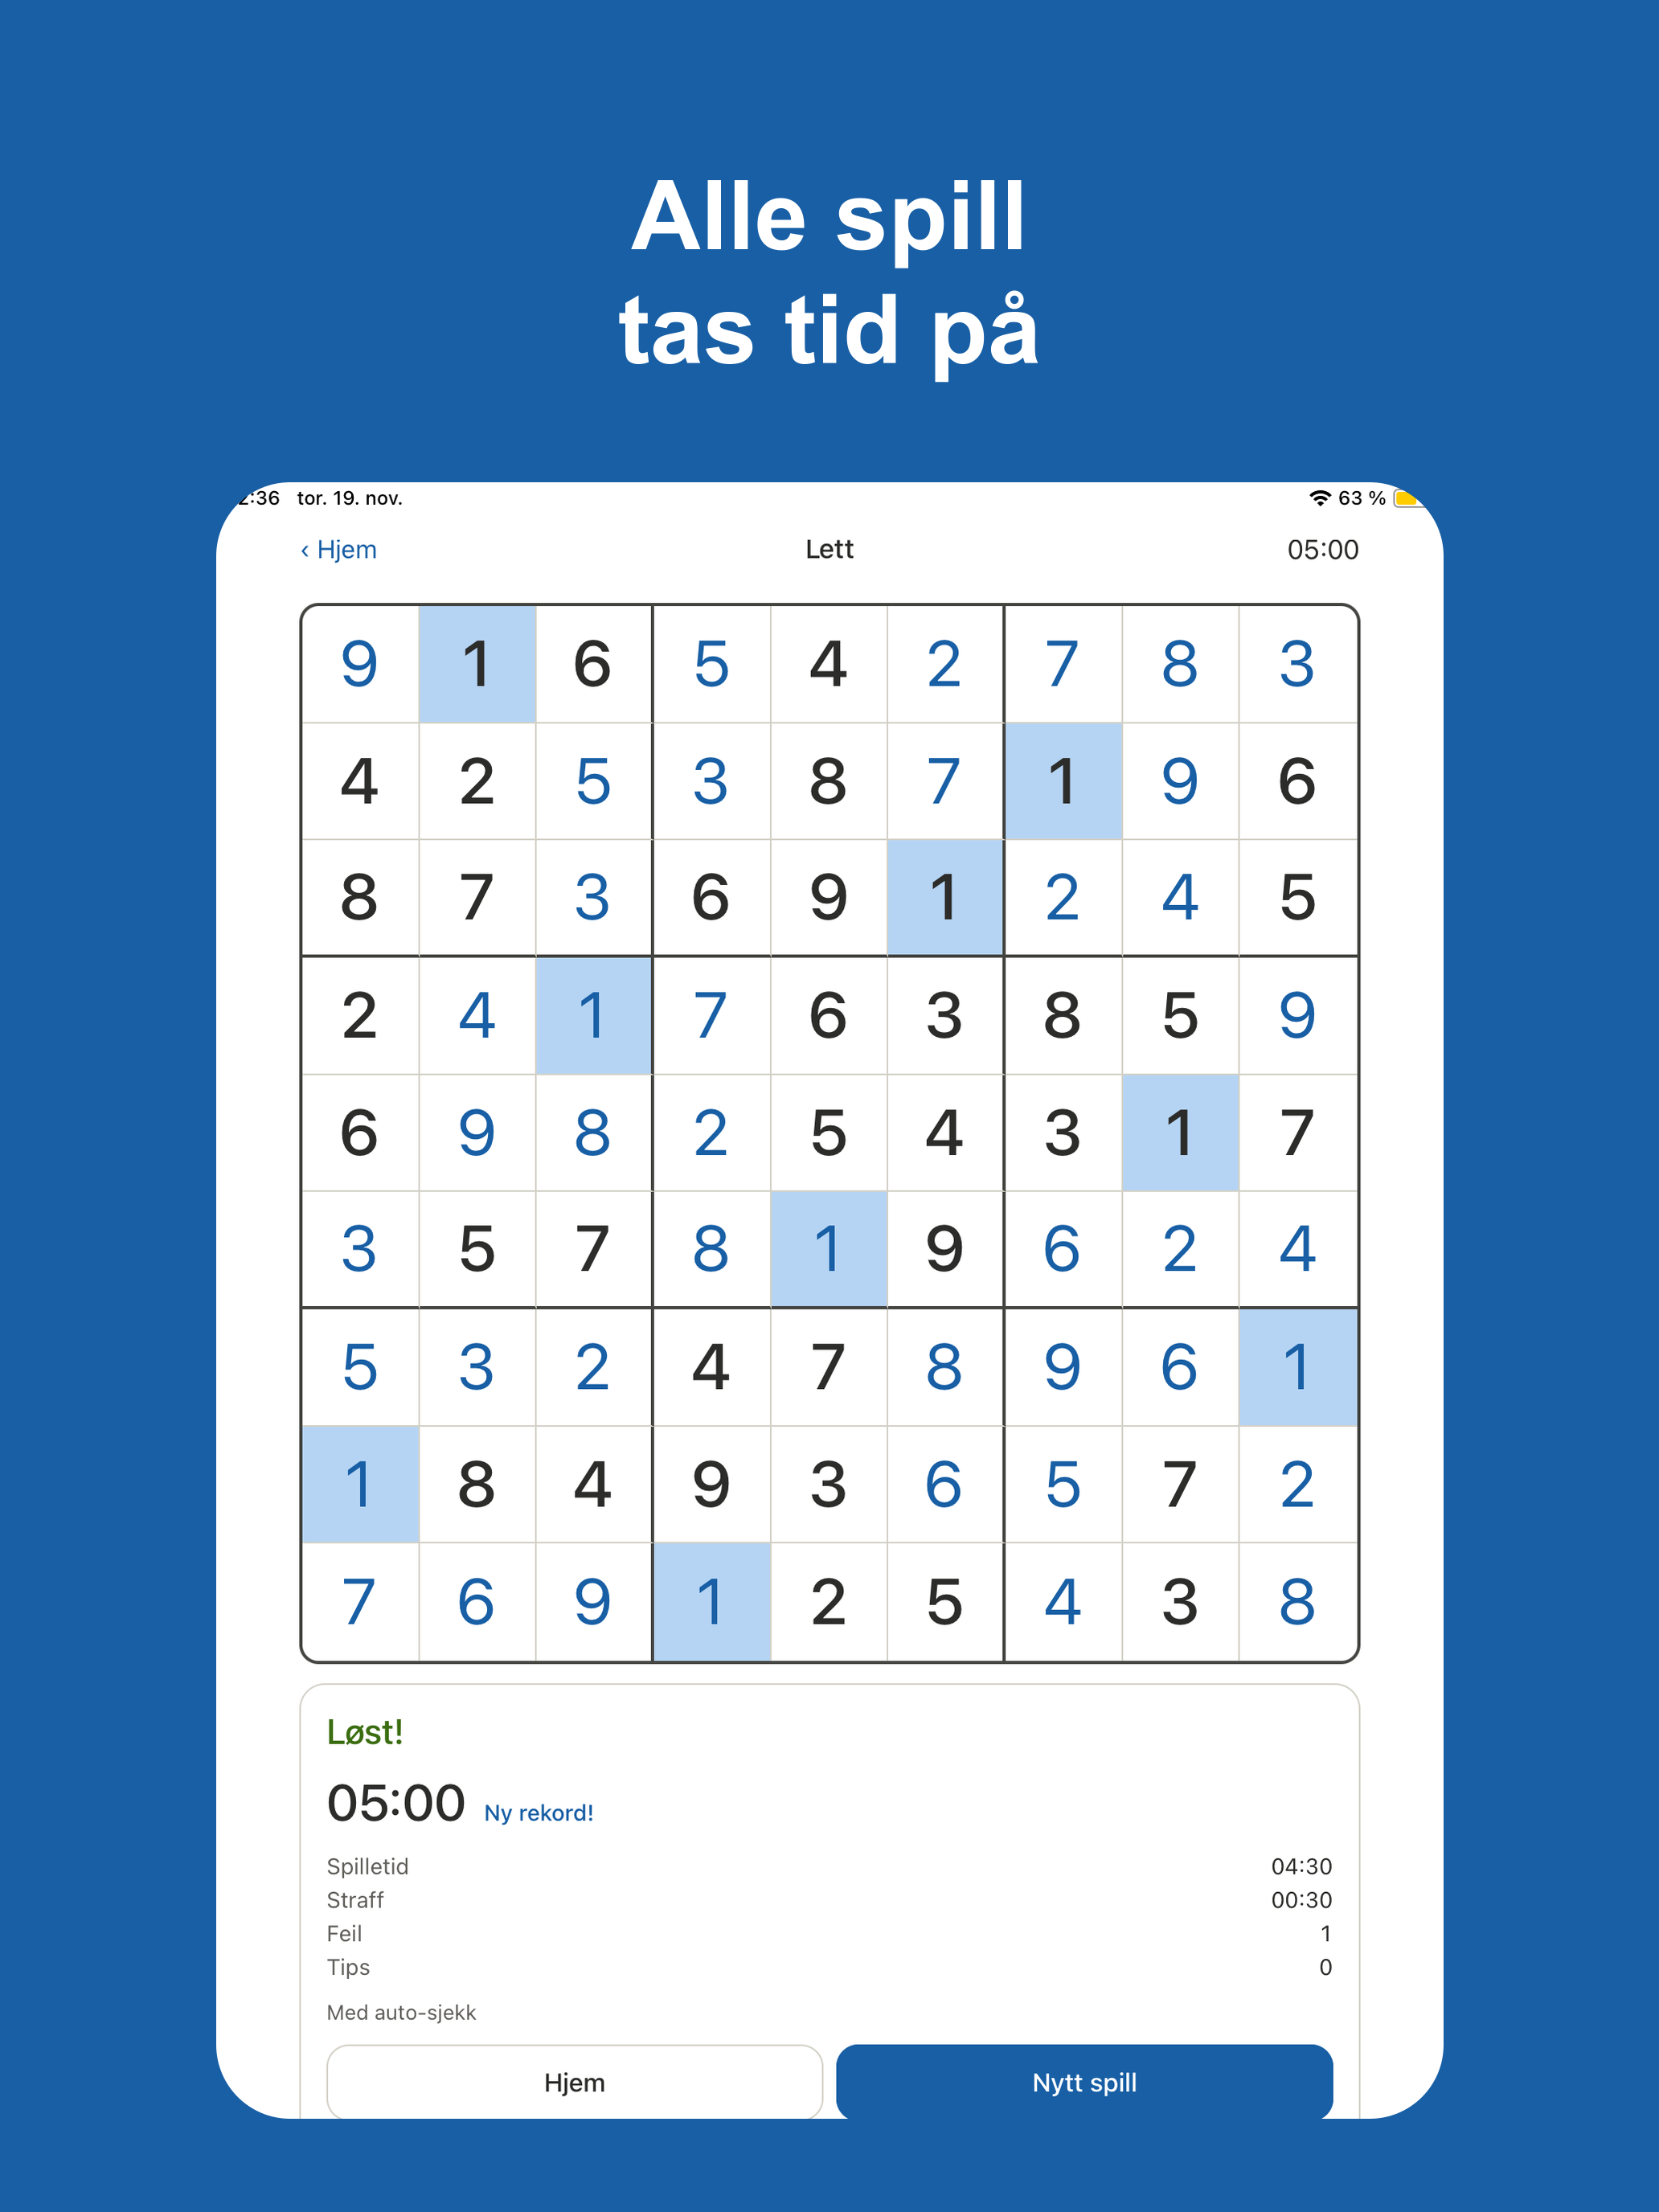 Alle spill
tas tid på
2:36 tor. 19. nov. 63 %
‹ Hjem Lett 05:00
9 1 6 5 4 2 7 8 3
4 2 5 3 8 7 1 9 6
8 7 3 6 9 1 2 4 5
2 4 1 7 6 3 8 5 9
6 9 8 2 5 4 3 1 7
3 5 7 8 1 9 6 2 4
5 3 2 4 7 8 9 6 1
1 8 4 9 3 6 5 7 2
7 6 9 1 2 5 4 3 8
Løst!
05:00 Ny rekord!
Spilletid 04:30
Straff 00:30
Feil 1
Tips 0
Med auto-sjekk
Hjem Nytt spill